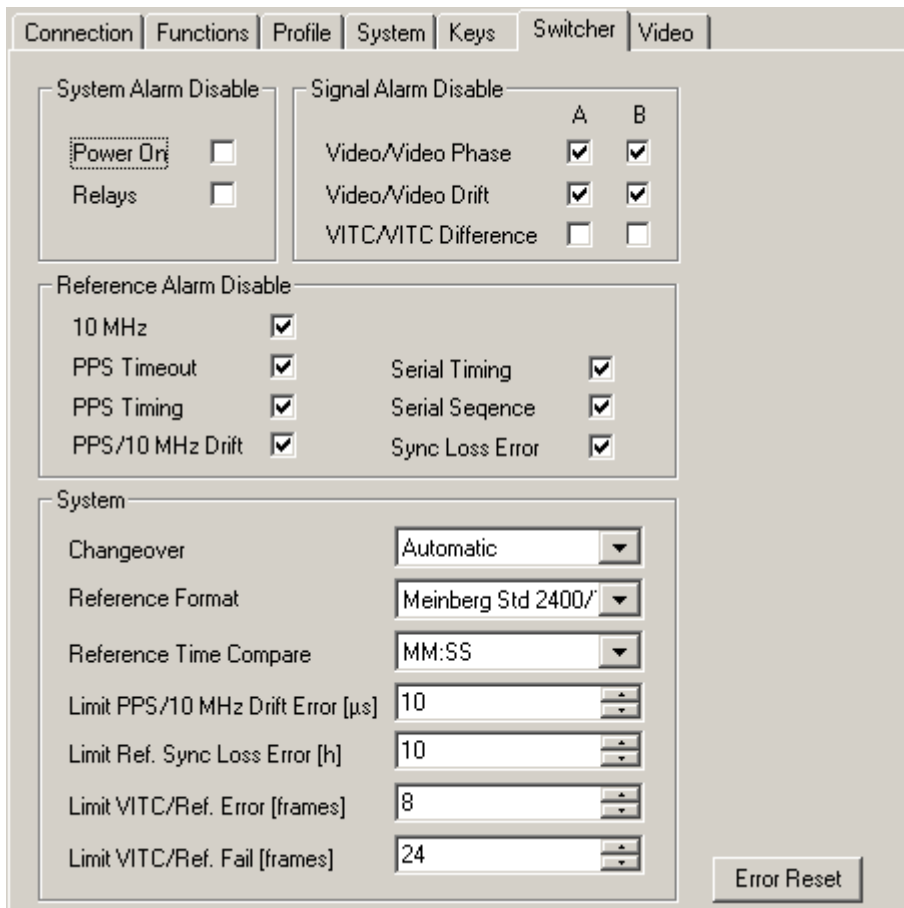 Connection Functions Profile System Keys Switcher Video
System Alarm Disable
Power On
Relays
Signal Alarm Disable
A B
Video/Video Phase
Video/Video Drift
VITC/VITC Difference
Reference Alarm Disable
10 MHz
PPS Timeout
PPS Timing
PPS/10 MHz Drift
Serial Timing
Serial Seqence
Sync Loss Error
System
Changeover Automatic
Reference Format Meinberg Std 2400/
Reference Time Compare MM:SS
Limit PPS/10 MHz Drift Error [µs] 10
Limit Ref. Sync Loss Error [h] 10
Limit VITC/Ref. Error [frames] 8
Limit VITC/Ref. Fail [frames] 24
Error Reset